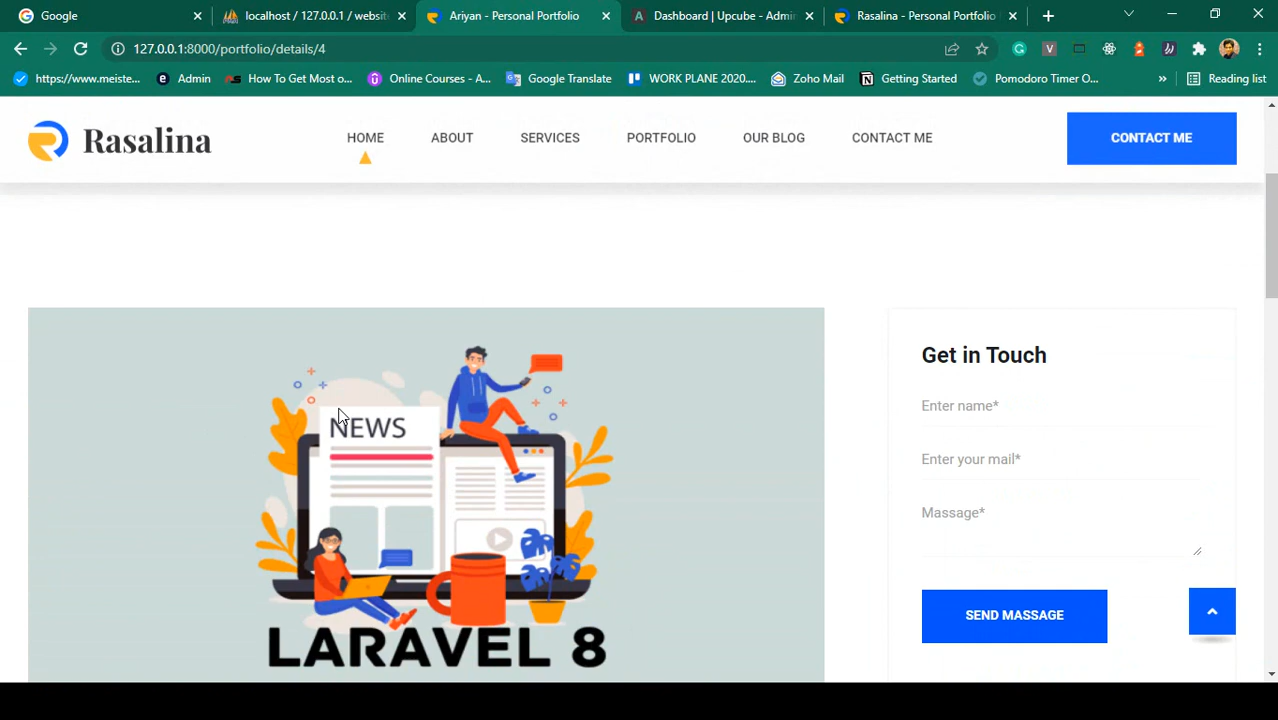 Google
localhost / 127.0.0.1 / websit
Ariyan - Personal Portfolio
Dashboard | Upcube - Admi
Rasalina - Personal Portfolio
127.0.0.1:8000/portfolio/details/4
https://www.meiste...
Admin
How To Get Most o...
Online Courses - A...
Google Translate
WORK PLANE 2020....
Zoho Mail
Getting Started
Pomodoro Timer O...
»
Reading list
Rasalina
HOME
ABOUT
SERVICES
PORTFOLIO
OUR BLOG
CONTACT ME
CONTACT ME
NEWS
LARAVEL 8
Get in Touch
Enter name*
Enter your mail*
Massage*
SEND MASSAGE